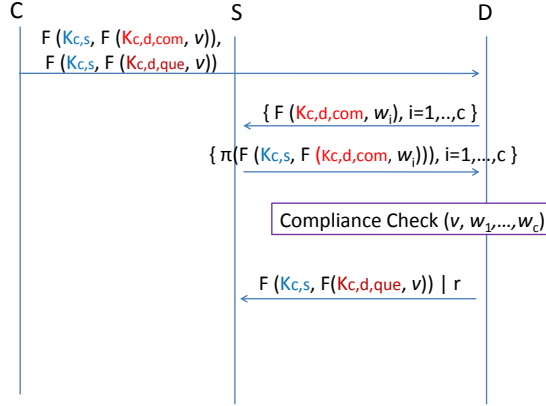 C S D
F (Kc,s, F (Kc,d,com, v)),
F (Kc,s, F (Kc,d,que, v))
{ F (Kc,d,com, wi), i=1,..,c }
{ π(F (Kc,s, F (Kc,d,com, wi))), i=1,...,c }
Compliance Check (v, w1,...,wc)
F (Kc,s, F(Kc,d,que, v)) | r